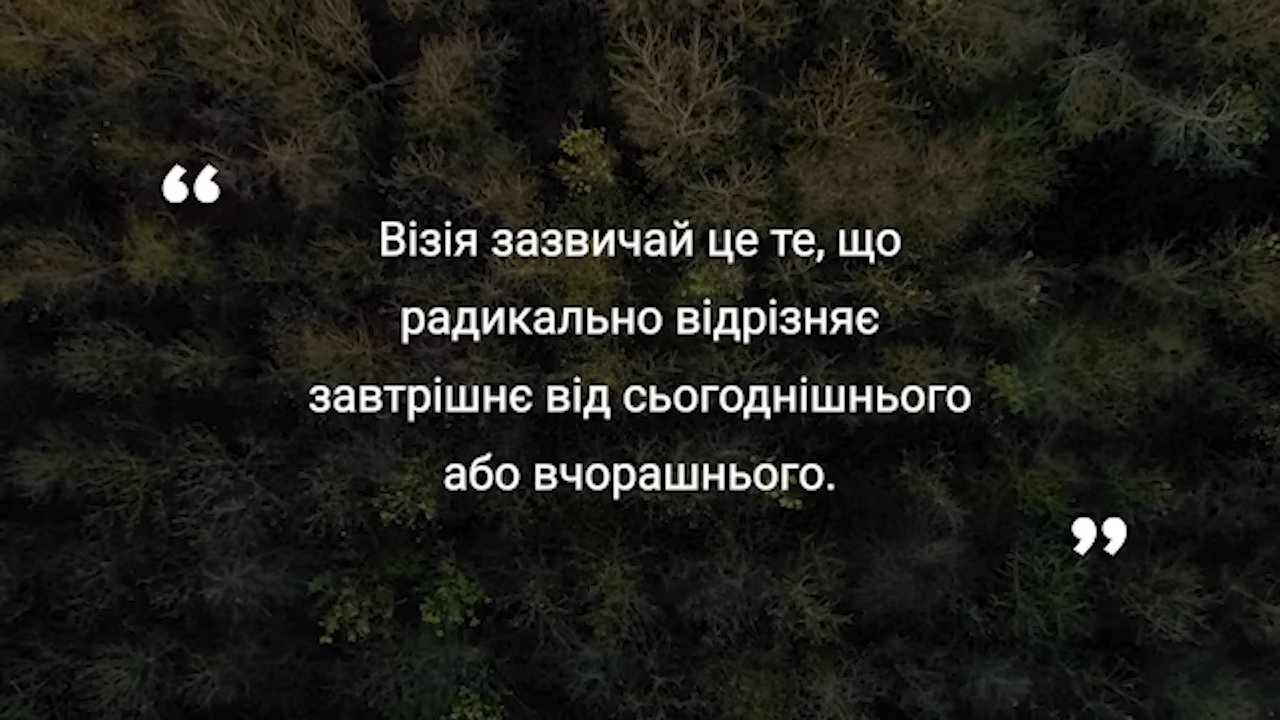 “
Візія зазвичай це те, що
радикально відрізняє
завтрішнє від сьогоднішнього
або вчорашнього.
”